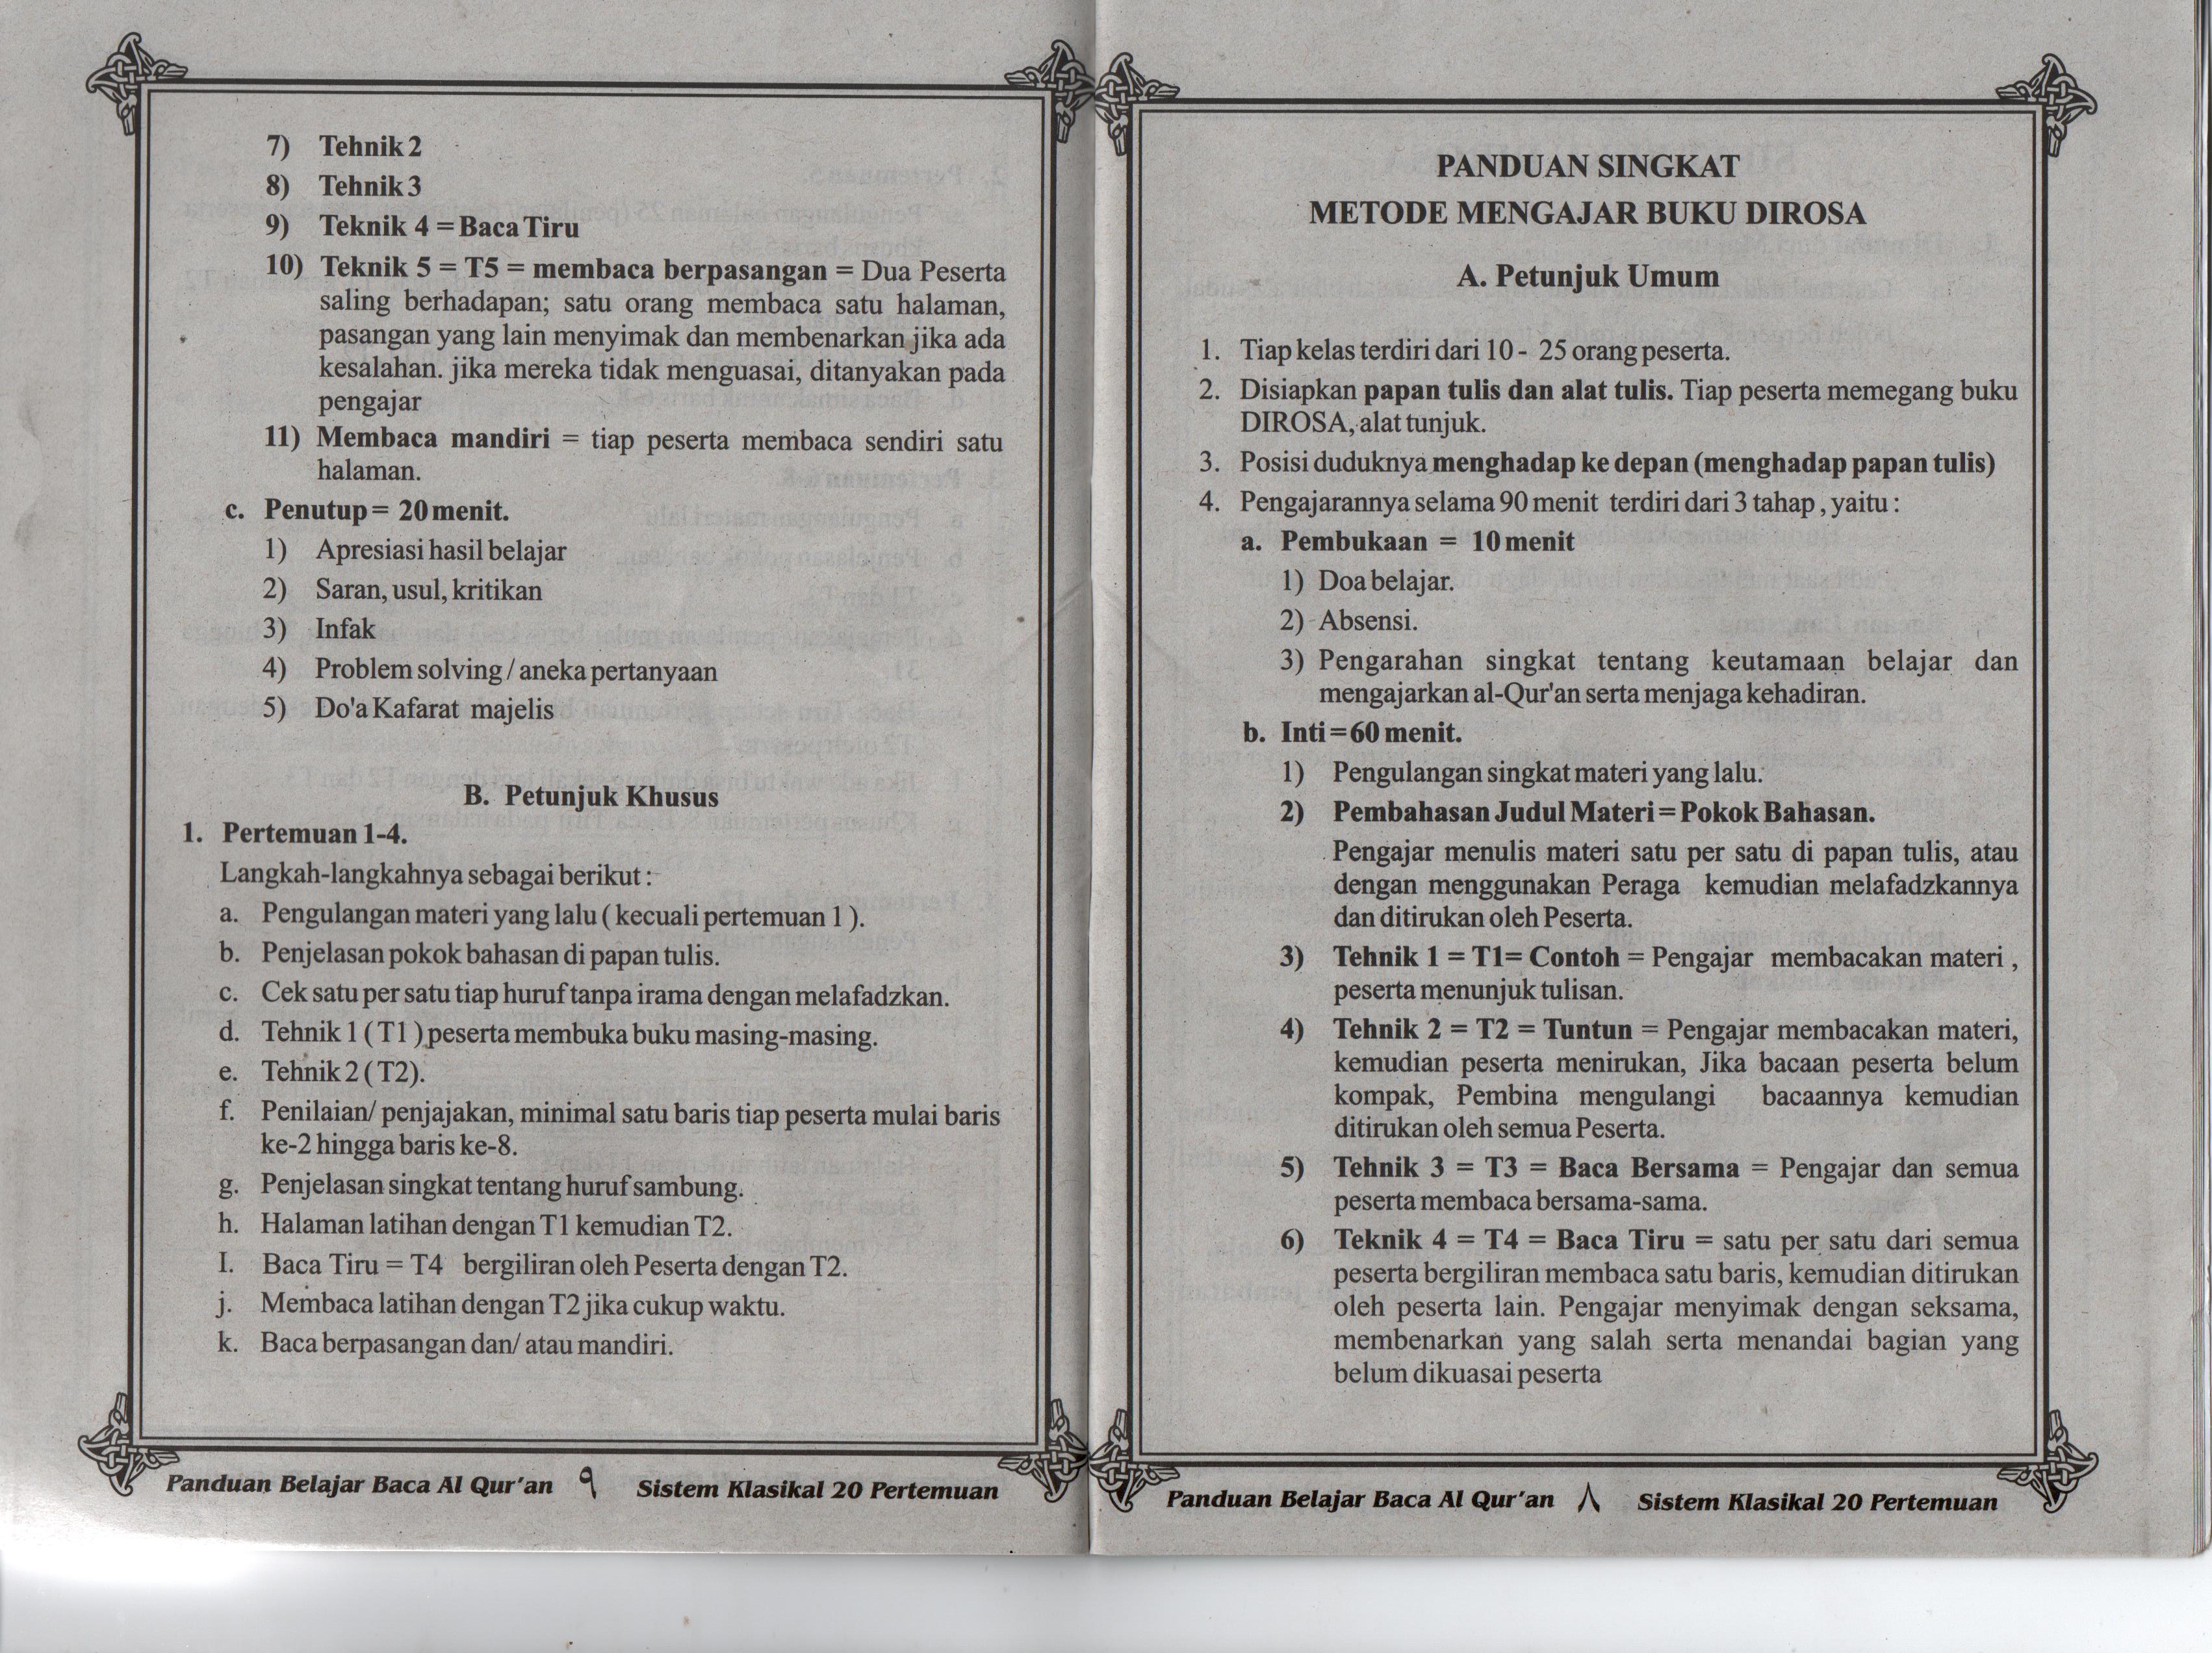 PANDUAN SINGKAT
METODE MENGAJAR BUKU DIROSA
A. Petunjuk Umum
1. Tiap kelas terdiri dari 10 - 25 orang peserta.
2. Disiapkan papan tulis dan alat tulis. Tiap peserta memegang buku
DIROSA, alat tunjuk.
3. Posisi duduknya menghadap ke depan (menghadap papan tulis)
4. Pengajarannya selama 90 menit terdiri dari 3 tahap , yaitu :
a. Pembukaan = 10 menit
1) Doa belajar.
2) Absensi.
3) Pengarahan singkat tentang keutamaan belajar dan
mengajarkan al-Qur'an serta menjaga kehadiran.
b. Inti = 60 menit.
1) Pengulangan singkat materi yang lalu.
2) Pembahasan Judul Materi = Pokok Bahasan.
Pengajar menulis materi satu per satu di papan tulis, atau
dengan menggunakan Peraga kemudian melafadzkannya
dan ditirukan oleh Peserta.
3) Tehnik 1 = T1= Contoh = Pengajar membacakan materi ,
peserta menunjuk tulisan.
4) Tehnik 2 = T2 = Tuntun = Pengajar membacakan materi,
kemudian peserta menirukan, Jika bacaan peserta belum
kompak, Pembina mengulangi bacaannya kemudian
ditirukan oleh semua Peserta.
5) Tehnik 3 = T3 = Baca Bersama = Pengajar dan semua
peserta membaca bersama-sama.
6) Teknik 4 = T4 = Baca Tiru = satu per satu dari semua
peserta bergiliran membaca satu baris, kemudian ditirukan
oleh peserta lain. Pengajar menyimak dengan seksama,
membenarkan yang salah serta menandai bagian yang
belum dikuasai peserta
Panduan Belajar Baca Al Qur'an ٨ Sistem Klasikal 20 Pertemuan
7) Tehnik 2
8) Tehnik 3
9) Teknik 4 = Baca Tiru
10) Teknik 5 = T5 = membaca berpasangan = Dua Peserta
saling berhadapan; satu orang membaca satu halaman,
pasangan yang lain menyimak dan membenarkan jika ada
kesalahan. jika mereka tidak menguasai, ditanyakan pada
pengajar
11) Membaca mandiri = tiap peserta membaca sendiri satu
halaman.
c. Penutup = 20 menit.
1) Apresiasi hasil belajar
2) Saran, usul, kritikan
3) Infak
4) Problem solving / aneka pertanyaan
5) Do'a Kafarat majelis
B. Petunjuk Khusus
1. Pertemuan 1-4.
Langkah-langkahnya sebagai berikut :
a. Pengulangan materi yang lalu ( kecuali pertemuan 1 ).
b. Penjelasan pokok bahasan di papan tulis.
c. Cek satu per satu tiap huruf tanpa irama dengan melafadzkan.
d. Tehnik 1 ( T1 ) peserta membuka buku masing-masing.
e. Tehnik 2 ( T2).
f. Penilaian/ penjajakan, minimal satu baris tiap peserta mulai baris
ke-2 hingga baris ke-8.
g. Penjelasan singkat tentang huruf sambung.
h. Halaman latihan dengan T1 kemudian T2.
I. Baca Tiru = T4 bergiliran oleh Peserta dengan T2.
j. Membaca latihan dengan T2 jika cukup waktu.
k. Baca berpasangan dan/ atau mandiri.
Panduan Belajar Baca Al Qur'an ٩ Sistem Klasikal 20 Pertemuan